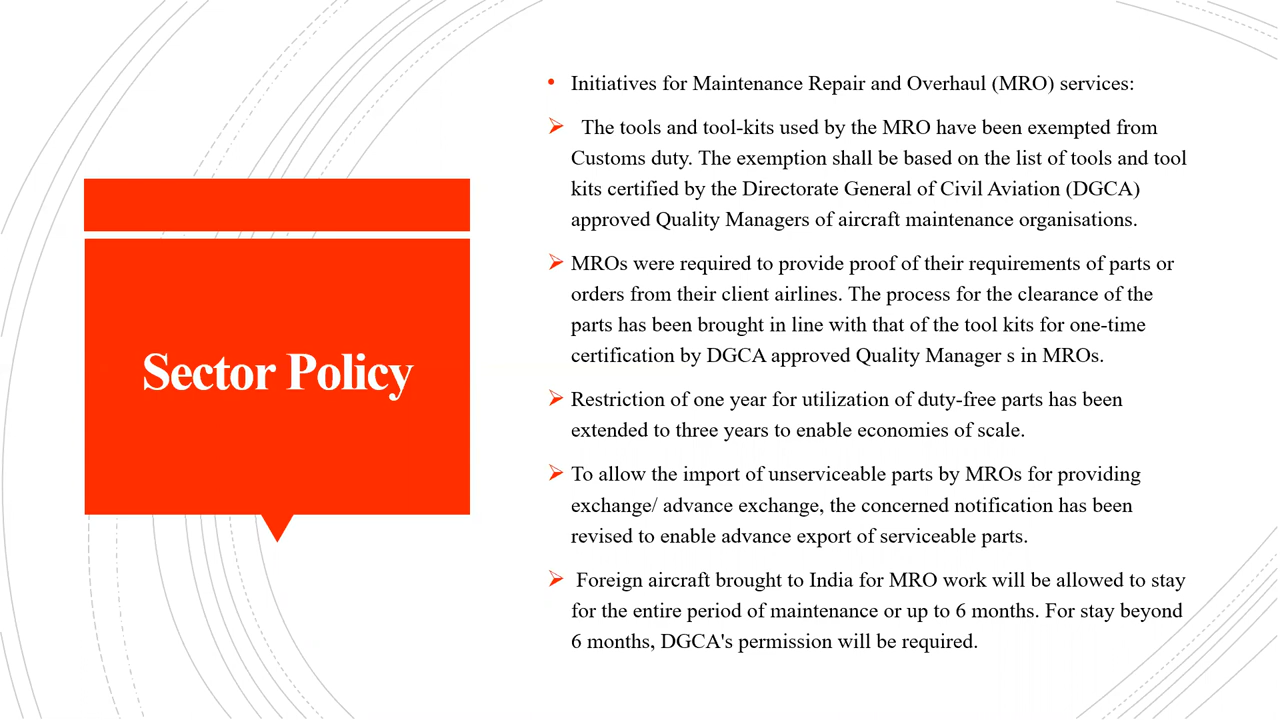 Sector Policy
• Initiatives for Maintenance Repair and Overhaul (MRO) services:
➢ The tools and tool-kits used by the MRO have been exempted from
Customs duty. The exemption shall be based on the list of tools and tool
kits certified by the Directorate General of Civil Aviation (DGCA)
approved Quality Managers of aircraft maintenance organisations.
➢ MROs were required to provide proof of their requirements of parts or
orders from their client airlines. The process for the clearance of the
parts has been brought in line with that of the tool kits for one-time
certification by DGCA approved Quality Manager s in MROs.
➢ Restriction of one year for utilization of duty-free parts has been
extended to three years to enable economies of scale.
➢ To allow the import of unserviceable parts by MROs for providing
exchange/ advance exchange, the concerned notification has been
revised to enable advance export of serviceable parts.
➢ Foreign aircraft brought to India for MRO work will be allowed to stay
for the entire period of maintenance or up to 6 months. For stay beyond
6 months, DGCA's permission will be required.